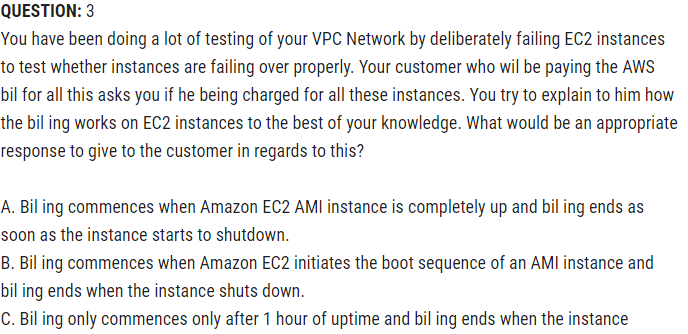 QUESTION: 3
You have been doing a lot of testing of your VPC Network by deliberately failing EC2 instances
to test whether instances are failing over properly. Your customer who wil be paying the AWS
bil for all this asks you if he being charged for all these instances. You try to explain to him how
the bil ing works on EC2 instances to the best of your knowledge. What would be an appropriate
response to give to the customer in regards to this?
A. Bil ing commences when Amazon EC2 AMI instance is completely up and bil ing ends as
soon as the instance starts to shutdown.
B. Bil ing commences when Amazon EC2 initiates the boot sequence of an AMI instance and
bil ing ends when the instance shuts down.
C. Bil ing only commences only after 1 hour of uptime and bil ing ends when the instance